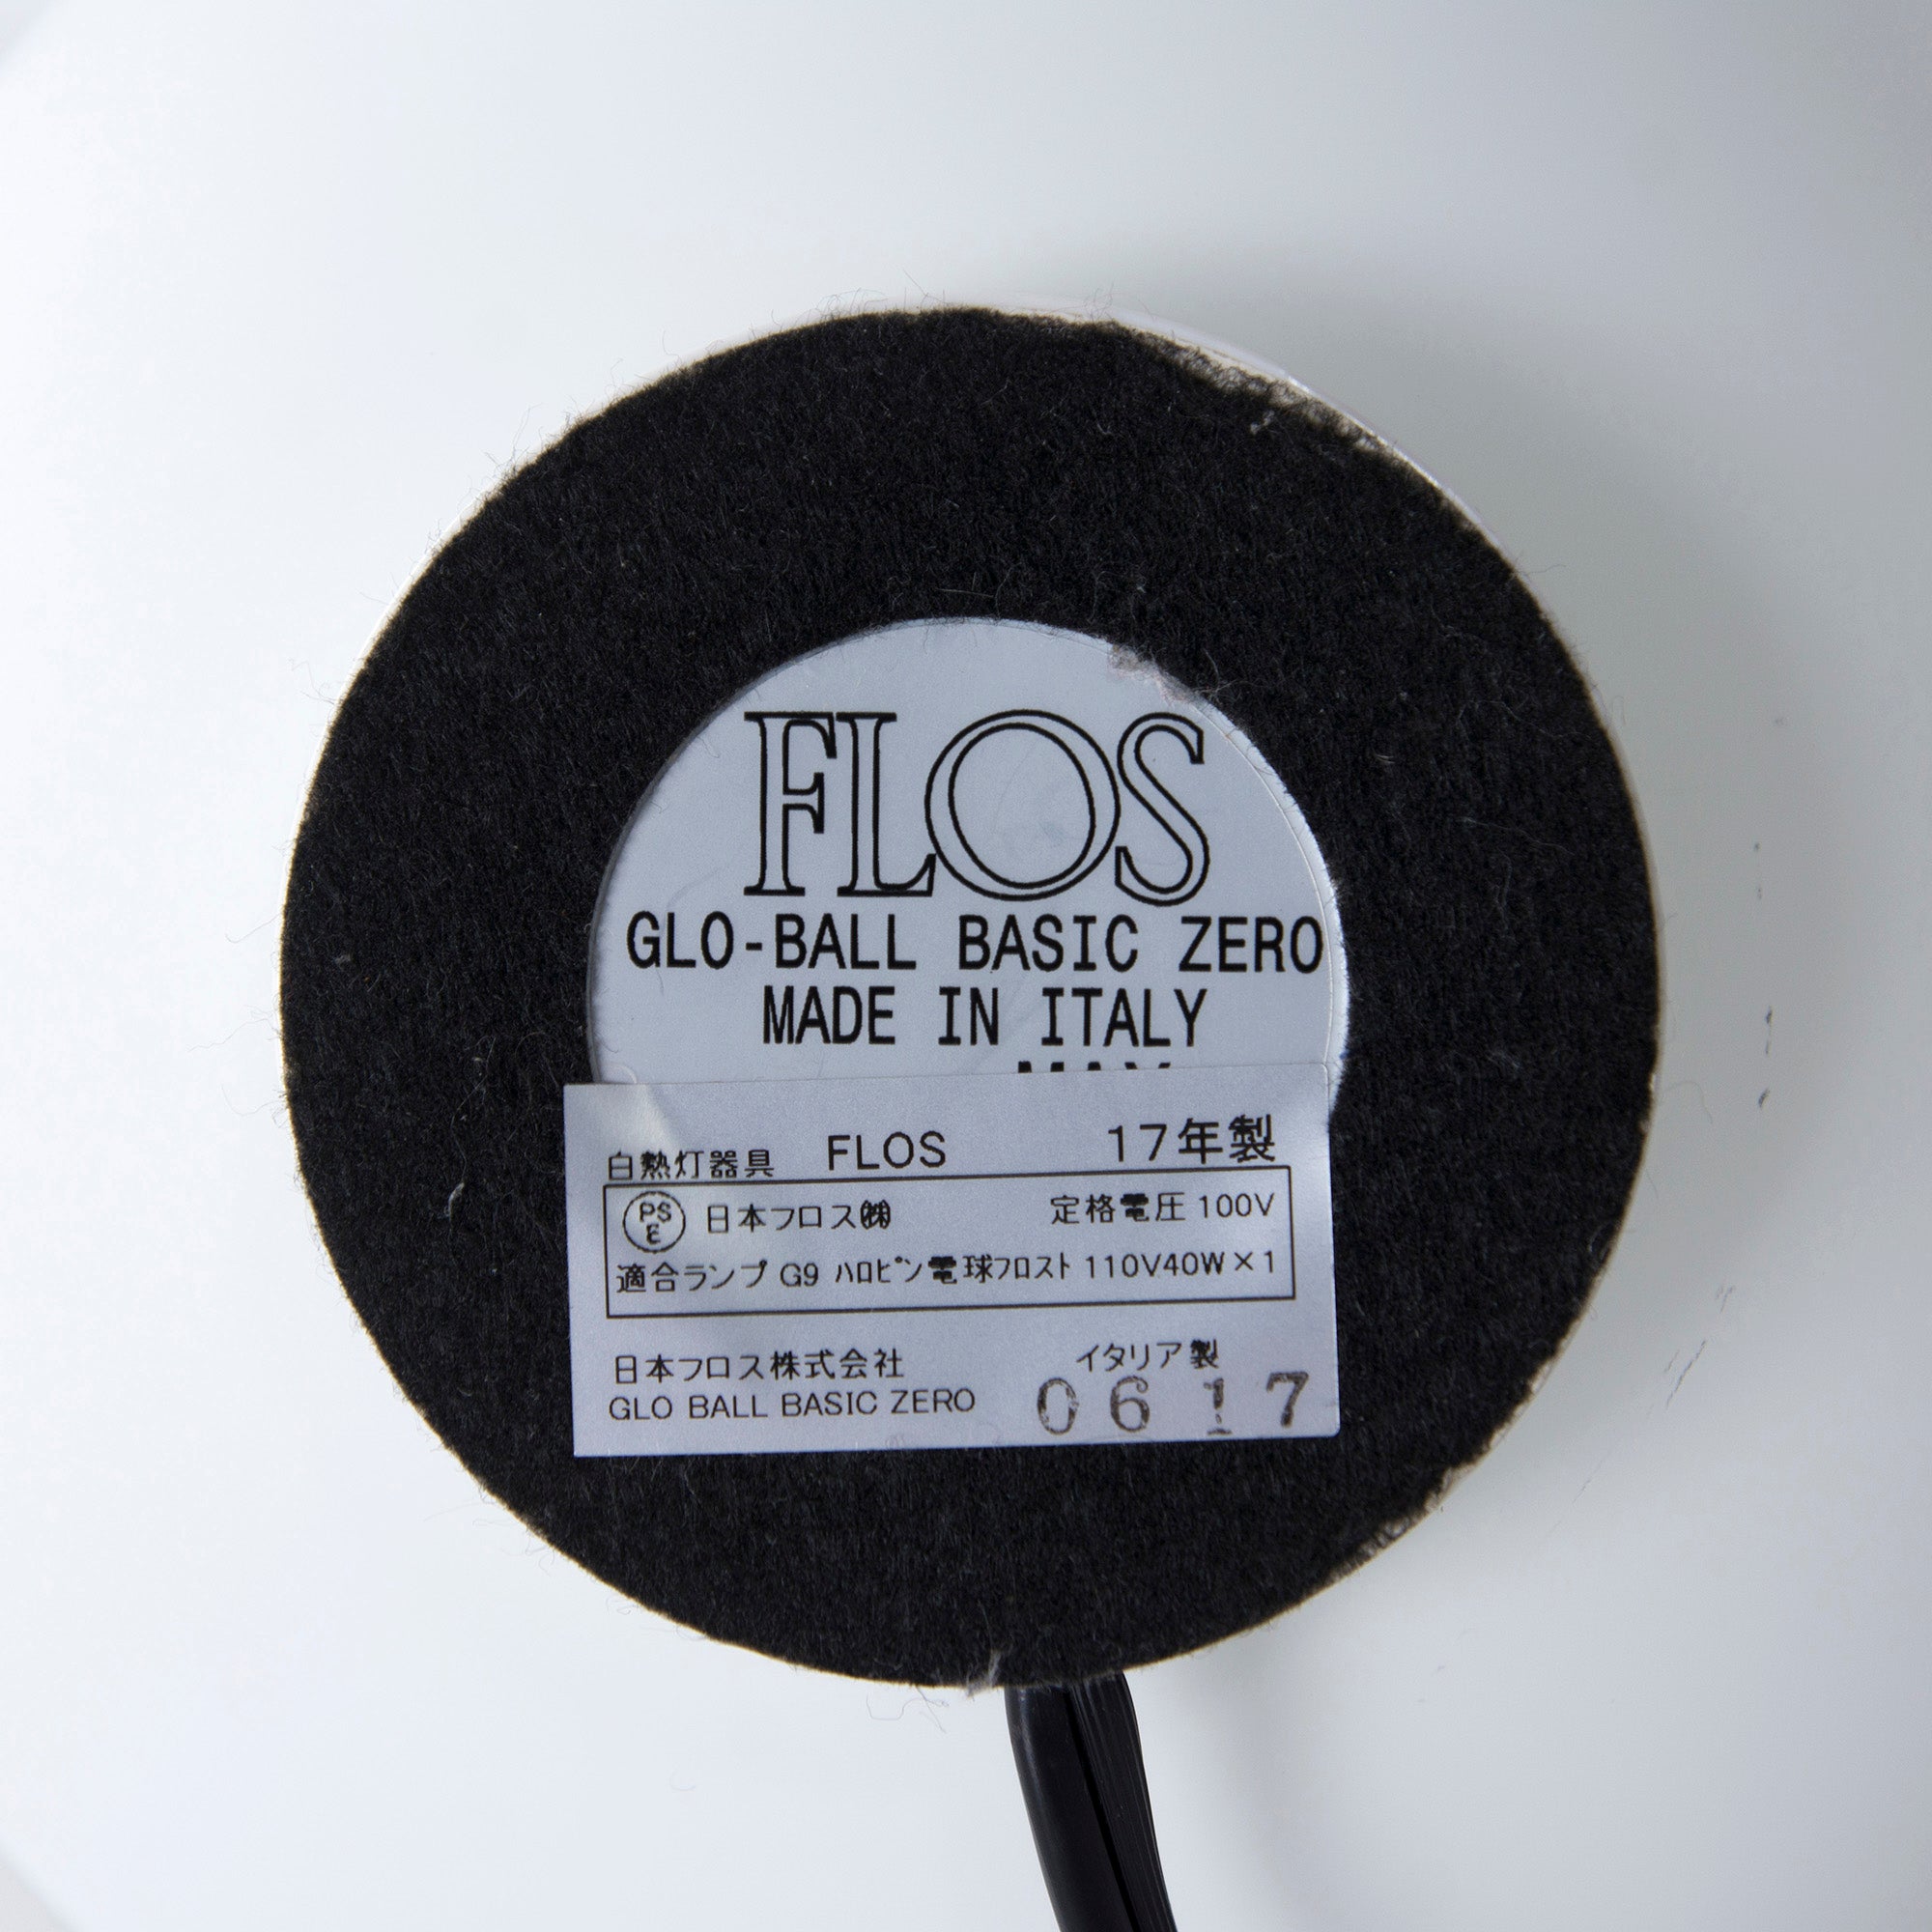 FLOS
GLO-BALL BASIC ZERO
MADE IN ITALY
MAX
白熱灯器具 FLOS 17年製
PSE 日本フロス㈱ 定格電圧 100V
適合ランプ G9 ハロピン電球フロスト 110V40W×1
日本フロス株式会社 イタリア製
GLO BALL BASIC ZERO 0617